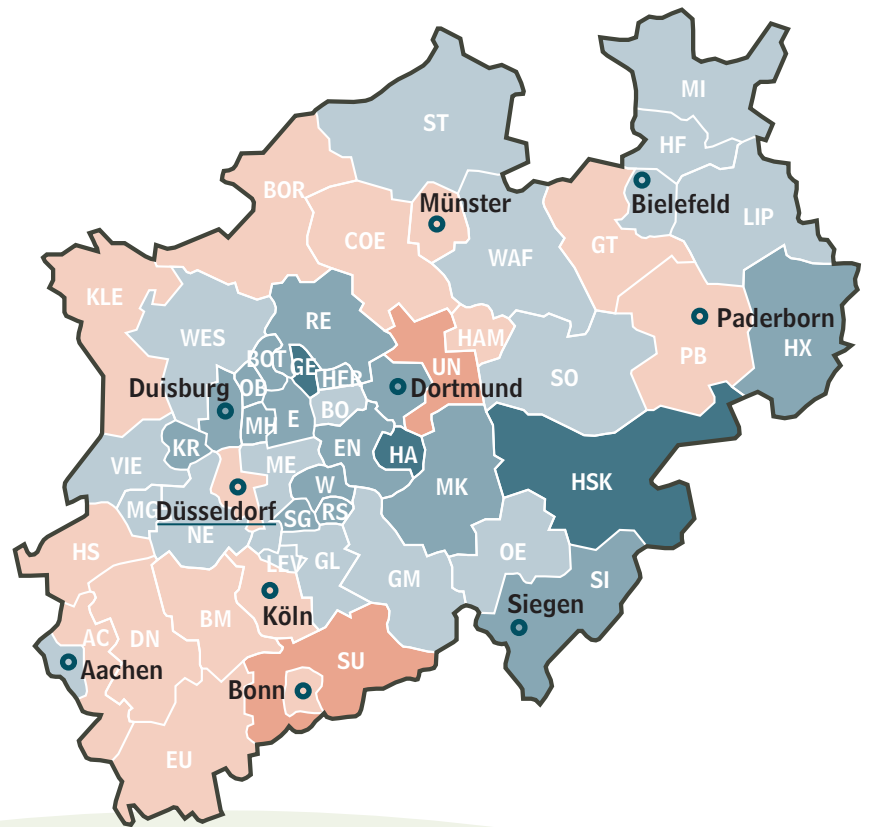 MI
ST
HF
BOR
Münster
Bielefeld
LIP
COE
GT
WAF
KLE
RE
Paderborn
WES
HAM
HX
BOT
GE
UN
PB
OB
HER
SO
Duisburg
Dortmund
BO
MH
E
KR
EN
HA
VIE
ME
W
MK
HSK
MG
Düsseldorf
SG
RS
NE
HS
OE
LEV
GL
GM
SI
Siegen
Köln
BM
AC
DN
SU
Aachen
Bonn
EU